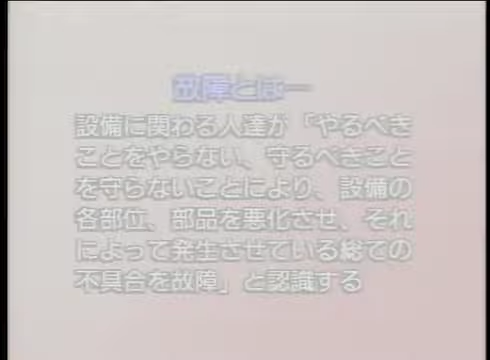 故障とは…
設備に関わる人達が「やるべき
ことをやらない、守るべきこと
を守らないことにより、設備の
各部位、部品を悪化させ、それ
によって発生させている総ての
不具合を故障」と認識する